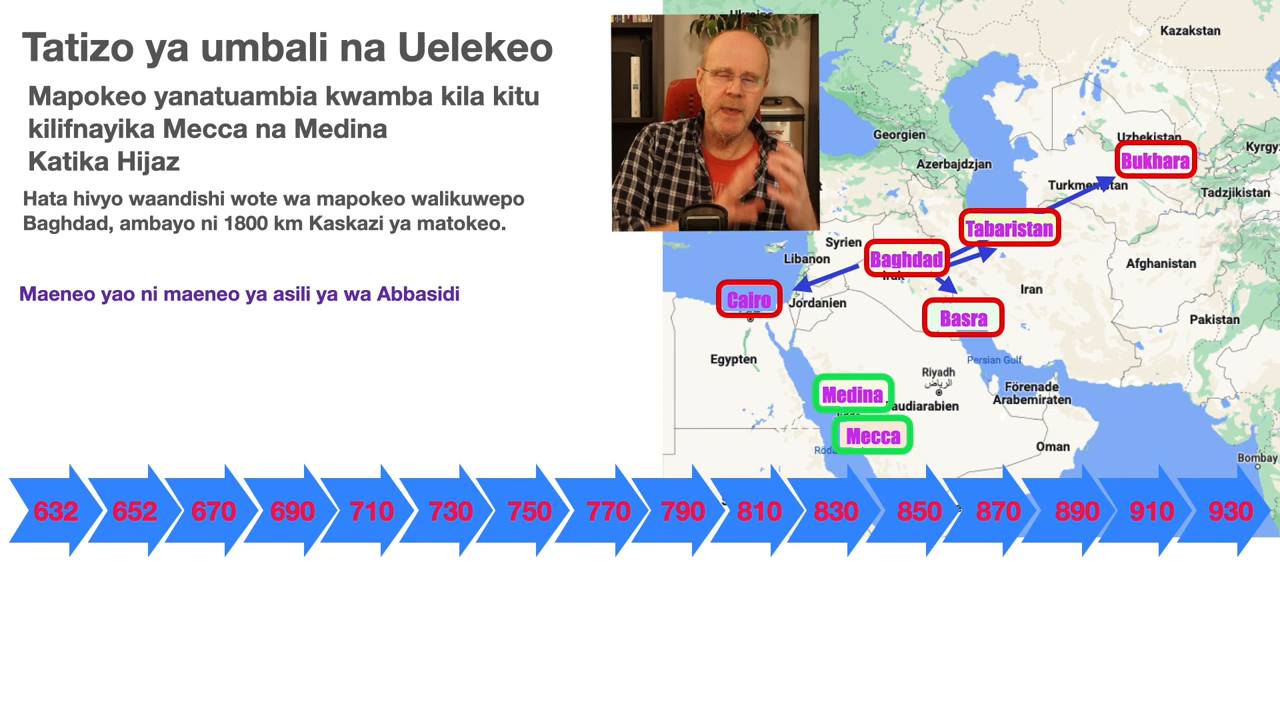 Tatizo ya umbali na Uelekeo
Mapokeo yanatuambia kwamba kila kitu
kilifnayika Mecca na Medina
Katika Hijaz
Hata hivyo waandishi wote wa mapokeo walikuwepo
Baghdad, ambayo ni 1800 km Kaskazi ya matokeo.
Maeneo yao ni maeneo ya asili ya wa Abbasidi
Ukraine
Kazakstan
Georgien
Azerbajdzjan
Uzbekistan
Kyrgy
Bukhara
Turkmenistan
Tadzjikistan
Tabaristan
Syrien
Libanon
Baghdad
Irak
Afghanistan
Iran
Cairo
Jordanien
Basra
Pakistan
Egypten
Persian Gulf
Riyadh
الرياض
Medina
Saudiarabien
Förenade
Arabemiraten
Mecca
Oman
Röda
Bombay
632 652 670 690 710 730 750 770 790 810 830 850 870 890 910 930